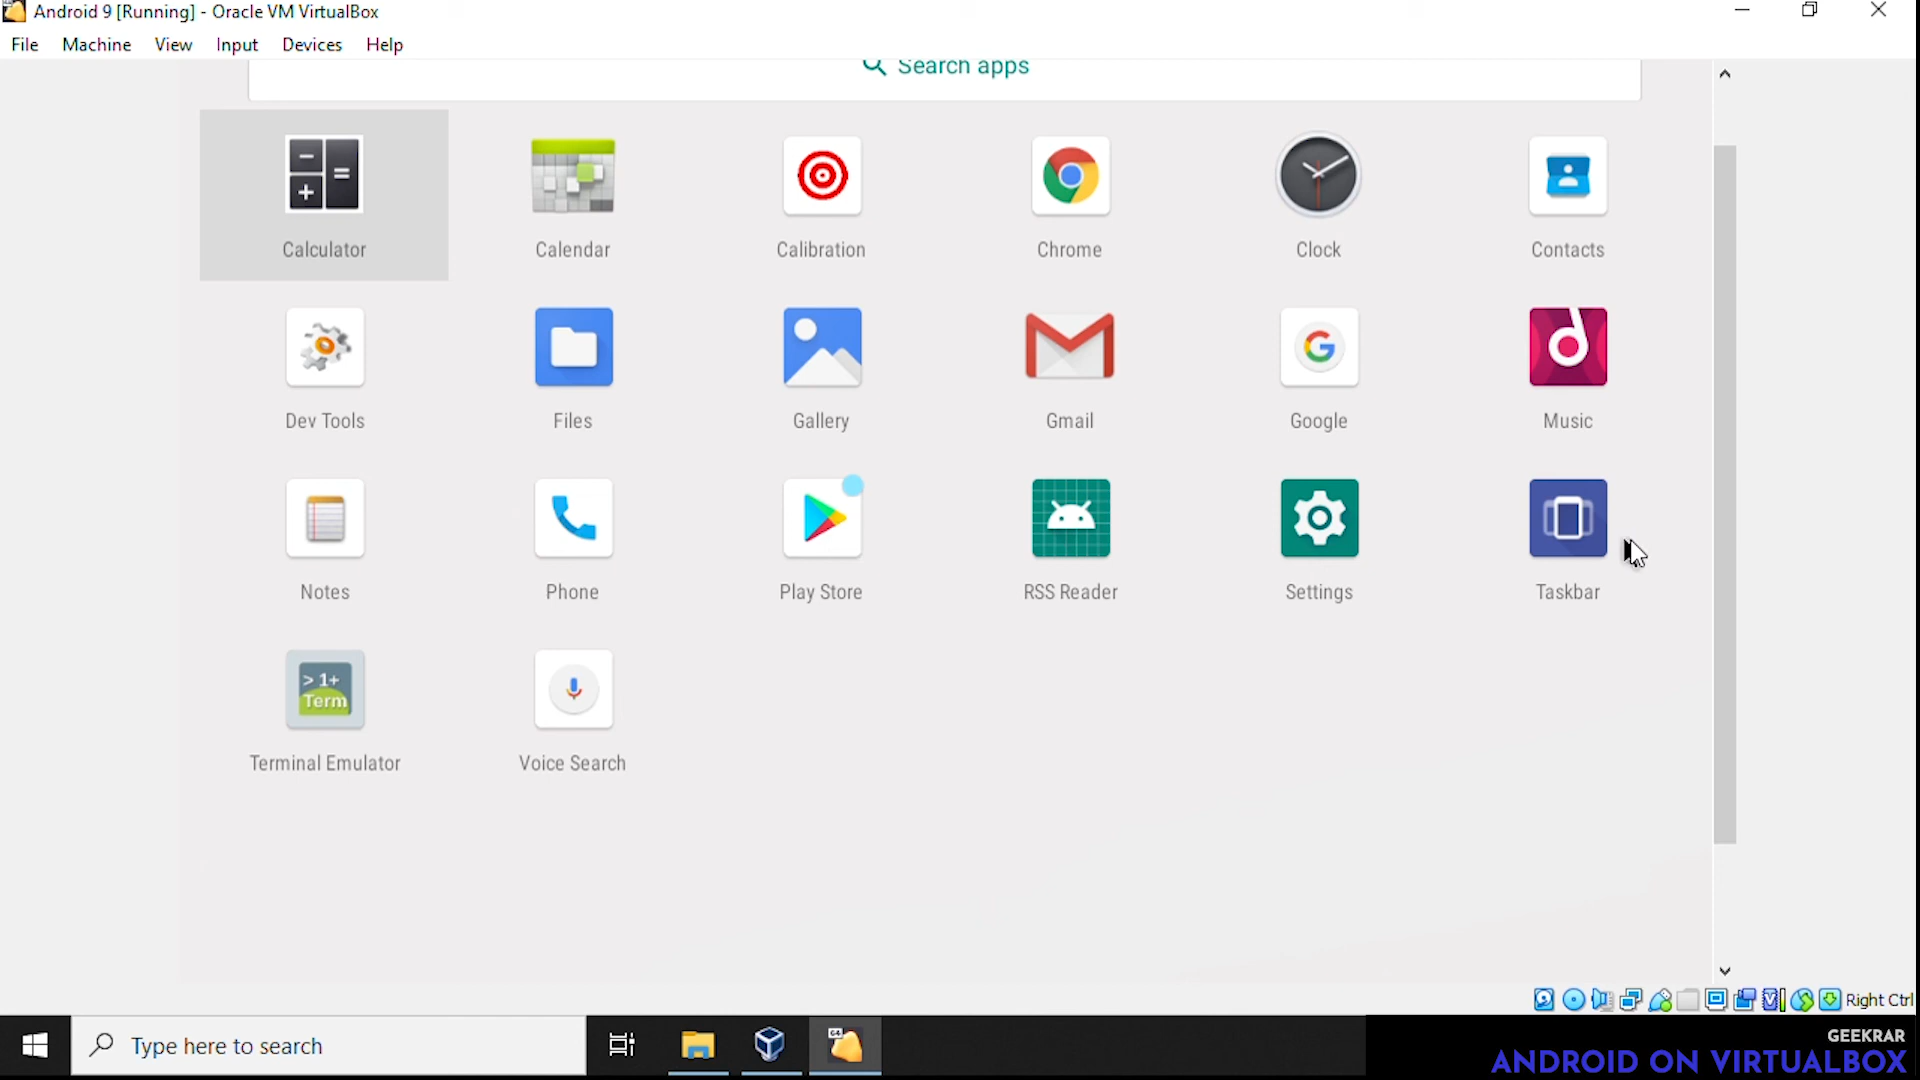 Android 9 [Running] - Oracle VM VirtualBox
File Machine View Input Devices Help
Search apps
Calculator Calendar Calibration Chrome Clock Contacts
Dev Tools Files Gallery Gmail Google Music
Notes Phone Play Store RSS Reader Settings Taskbar
> 1+
Term
Terminal Emulator Voice Search
Right Ctrl
Type here to search
64
GEEKRAR
ANDROID ON VIRTUALBOX